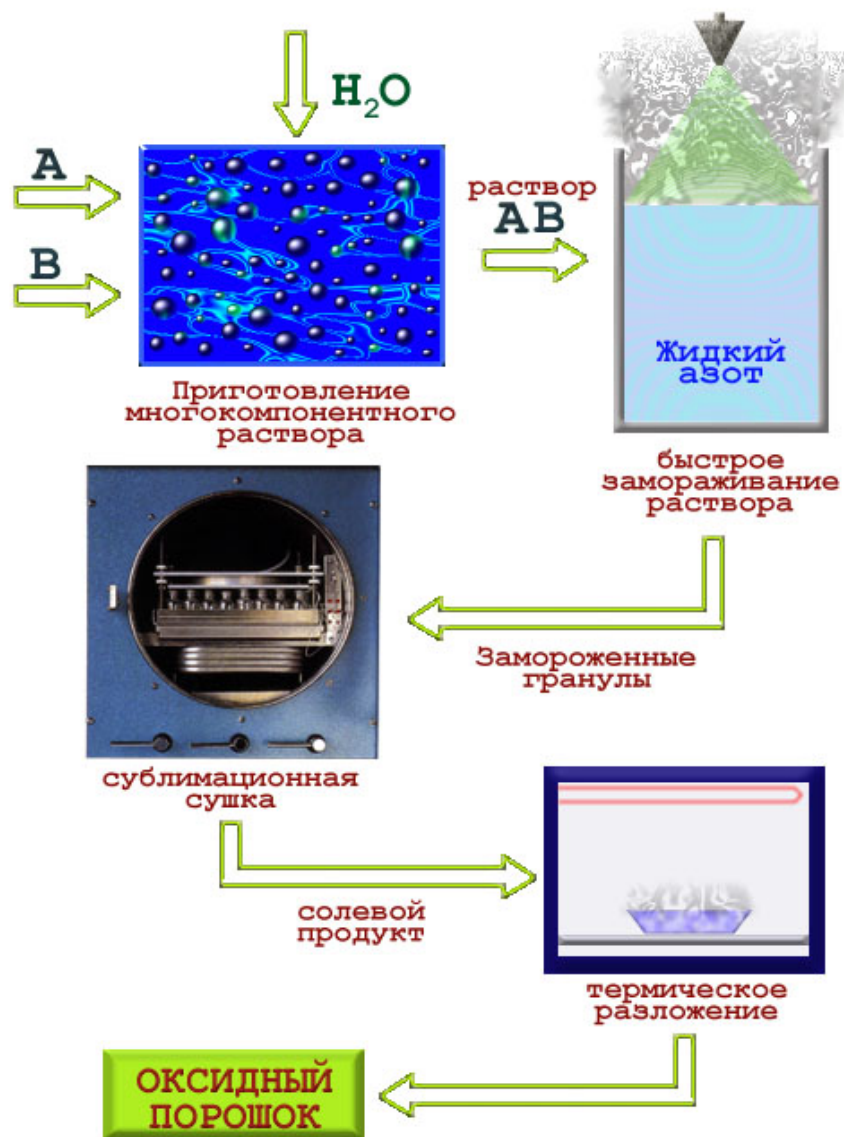 H₂O
A
B
раствор
AB
Жидкий
азот
Приготовление
многокомпонентного
раствора
быстрое
замораживание
раствора
Замороженные
гранулы
сублимационная
сушка
солевой
продукт
термическое
разложение
ОКСИДНЫЙ
ПОРОШОК